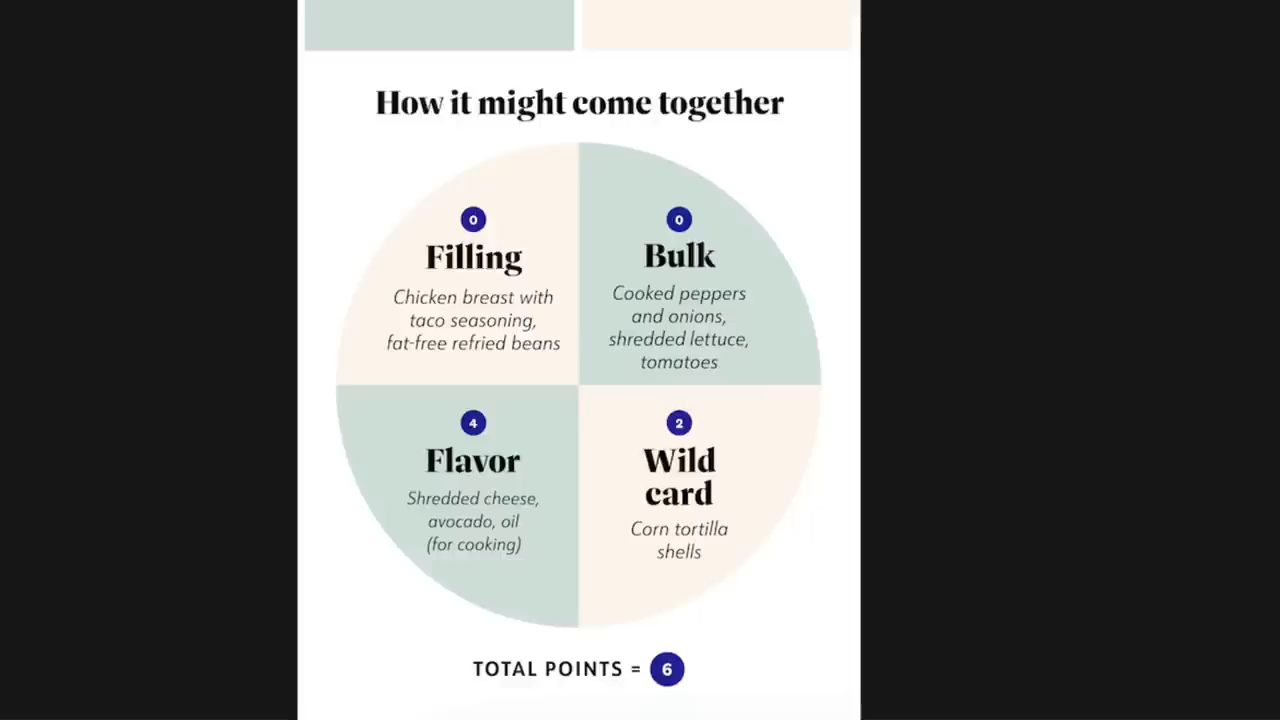 How it might come together
0
Filling
Chicken breast with
taco seasoning,
fat-free refried beans
0
Bulk
Cooked peppers
and onions,
shredded lettuce,
tomatoes
4
Flavor
Shredded cheese,
avocado, oil
(for cooking)
2
Wild
card
Corn tortilla
shells
TOTAL POINTS = 6